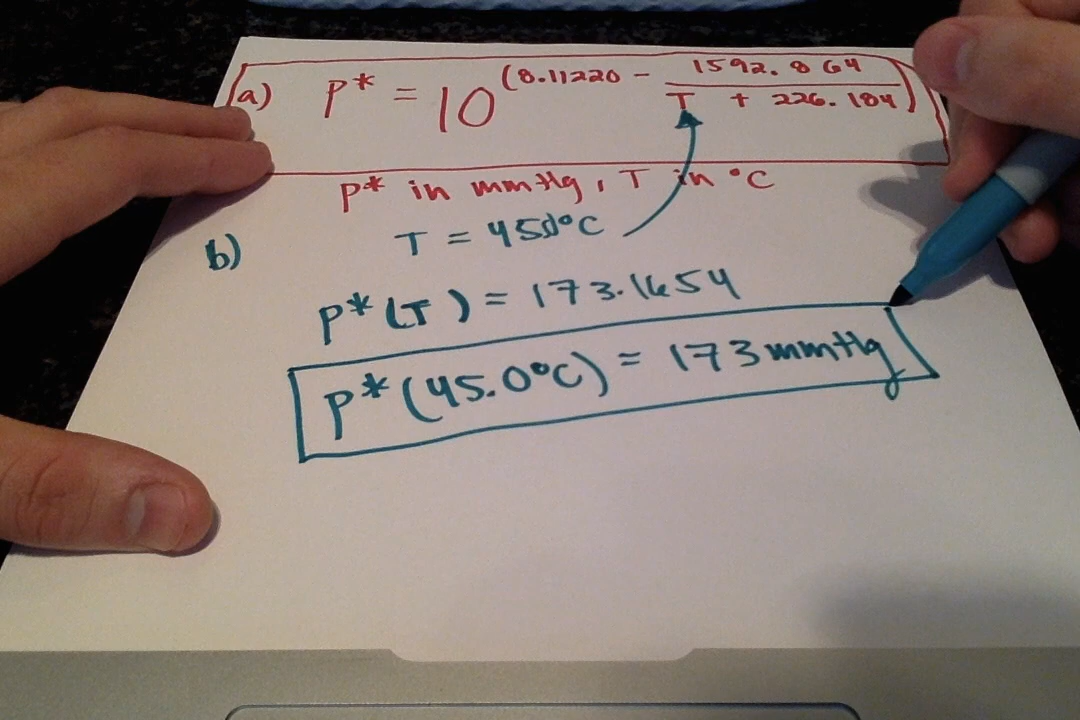 a) P* = 10^(8.11220 - 1592.864 / T + 226.184)
P* in mmHg, T in °C
b) T = 45.0°C
P*(T) = 173.1654
P*(45.0°C) = 173 mmHg